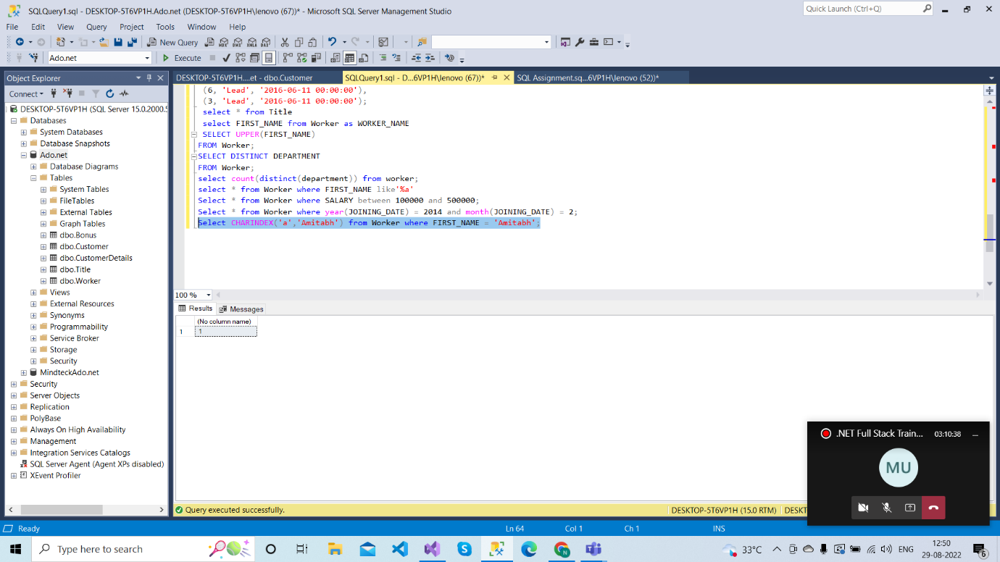 SQLQuery1.sql - DESKTOP-5T6VP1H.Ado.net (DESKTOP-5T6VP1H\lenovo (67))* - Microsoft SQL Server Management Studio
Quick Launch (Ctrl+Q)
File Edit View Query Project Tools Window Help
New Query
Ado.net
Execute
Object Explorer
DESKTOP-5T6VP1H....et - dbo.Customer
SQLQuery1.sql - D...6VP1H\lenovo (67))*
SQL Assignment.sq...6VP1H\lenovo (52))*
Connect
DESKTOP-5T6VP1H (SQL Server 15.0.2000.5
Databases
System Databases
Database Snapshots
Ado.net
Database Diagrams
Tables
System Tables
FileTables
External Tables
Graph Tables
dbo.Bonus
dbo.Customer
dbo.CustomerDetails
dbo.Title
dbo.Worker
Views
External Resources
Synonyms
Programmability
Service Broker
Storage
Security
MindteckAdo.net
Security
Server Objects
Replication
PolyBase
Always On High Availability
Management
Integration Services Catalogs
SQL Server Agent (Agent XPs disabled)
XEvent Profiler
(6, 'Lead', '2016-06-11 00:00:00'),
(3, 'Lead', '2016-06-11 00:00:00');
select * from Title
select FIRST_NAME from Worker as WORKER_NAME
SELECT UPPER(FIRST_NAME)
FROM Worker;
SELECT DISTINCT DEPARTMENT
FROM Worker;
select count(distinct(department)) from worker;
select * from Worker where FIRST_NAME like'%a'
Select * from Worker where SALARY between 100000 and 500000;
Select * from Worker where year(JOINING_DATE) = 2014 and month(JOINING_DATE) = 2;
Select CHARINDEX('a','Amitabh') from Worker where FIRST_NAME = 'Amitabh';
100 %
Results Messages
(No column name)
1 1
.NET Full Stack Train... 03:10:38
MU
Query executed successfully.
DESKTOP-5T6VP1H (15.0 RTM)
DESKT
Ready
Ln 64 Col 1 Ch 1 INS
Type here to search
33°C
ENG
12:50
29-08-2022
6